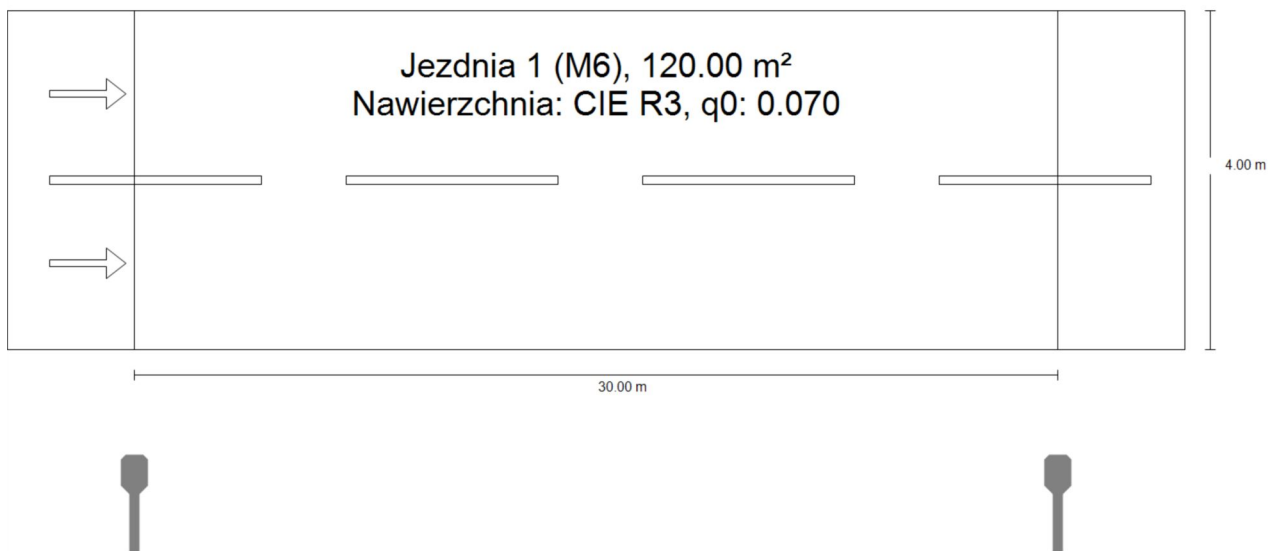 Jezdnia 1 (M6), 120.00 m²
Nawierzchnia: CIE R3, q0: 0.070
4.00 m
30.00 m